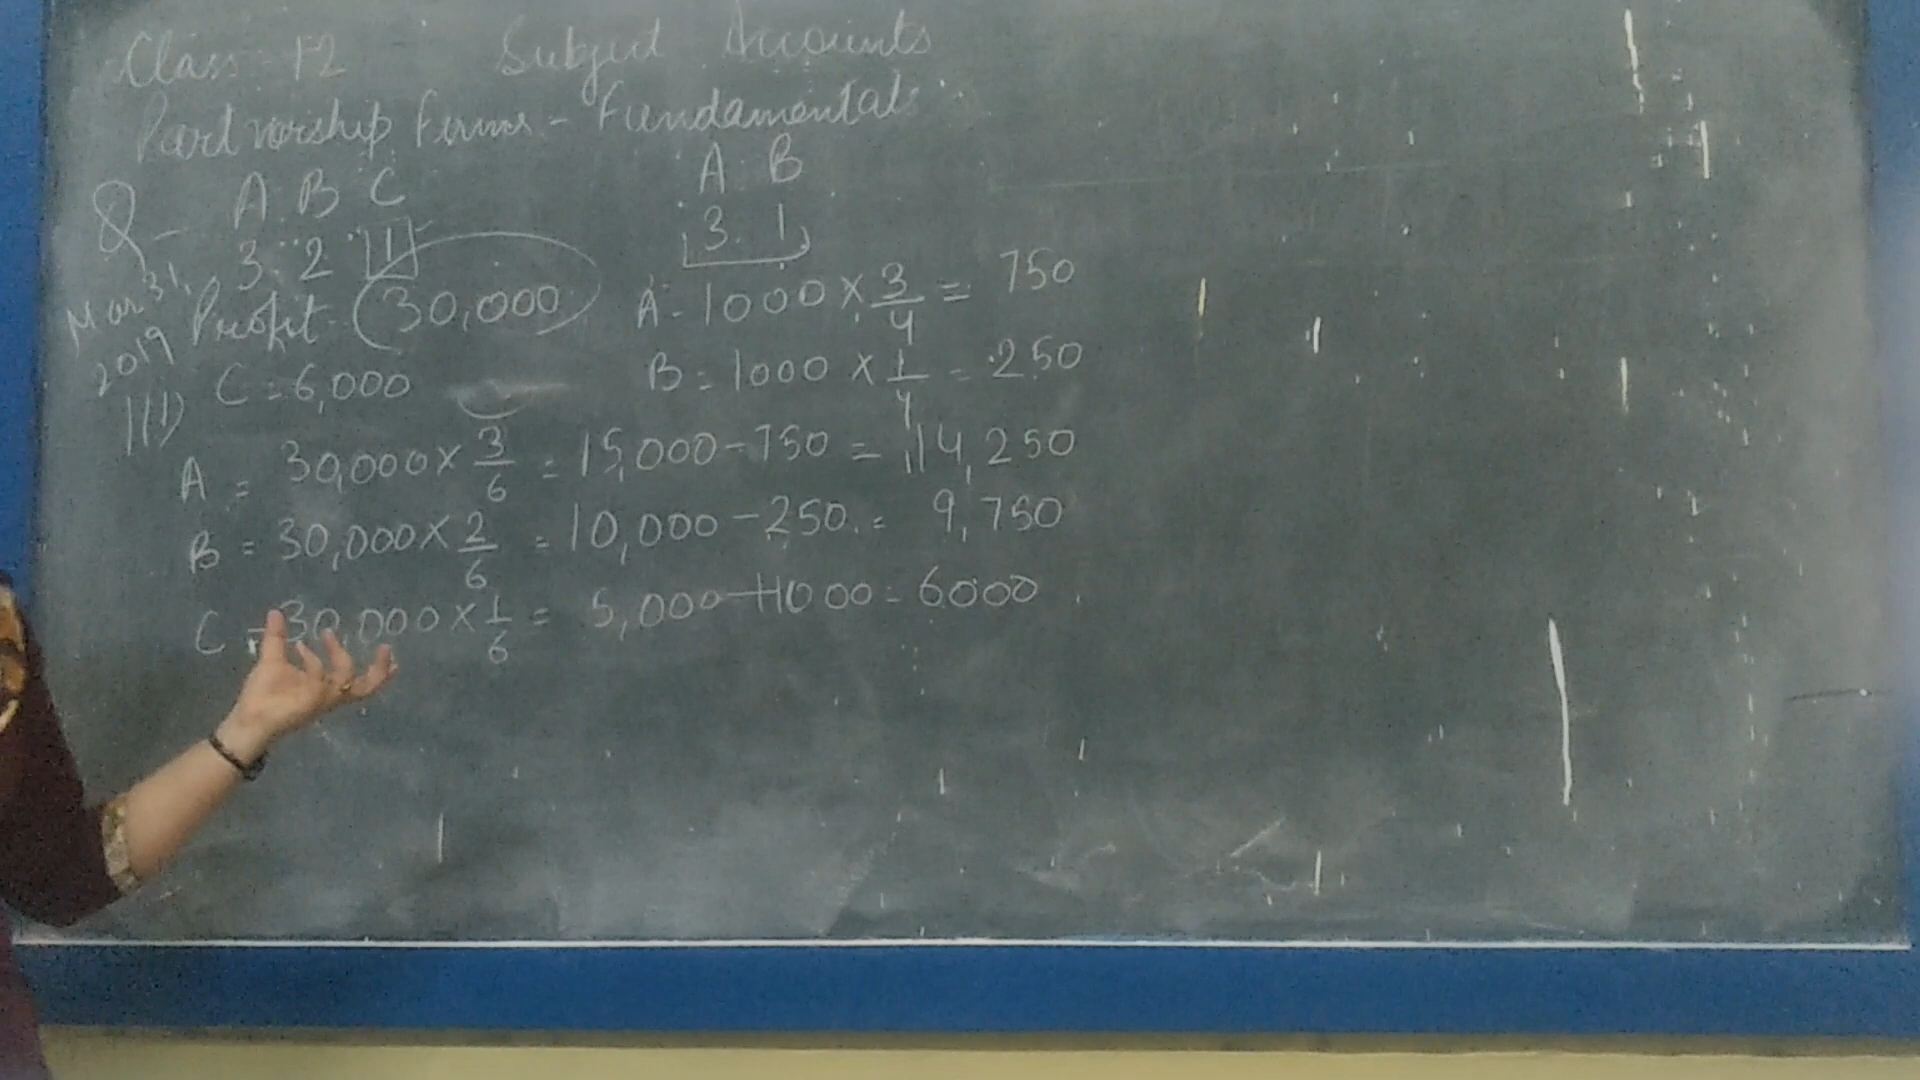 Class - 12 Subject Accounts
Partnership Firms - Fundamentals
Q - A B C
3 : 2 : 1
Mar 31, 2019
Profit - 30,000
C = 6,000
A B
3 : 1
A - 1000 × 3/4 = 750
B = 1000 × 1/4 = 250
A = 30,000 × 3/6 = 15,000 - 750 = 14,250
B = 30,000 × 2/6 = 10,000 - 250 = 9,750
C = 30,000 × 1/6 = 5,000 + 1000 = 6000